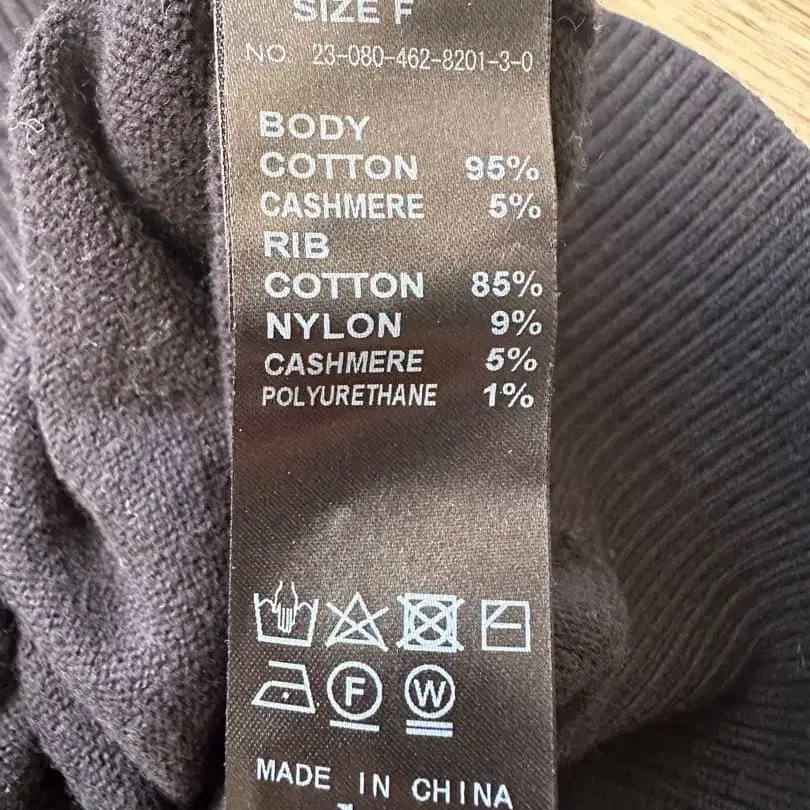 SIZE F
NO. 23-080-462-8201-3-0
BODY
COTTON 95%
CASHMERE 5%
RIB
COTTON 85%
NYLON 9%
CASHMERE 5%
POLYURETHANE 1%
F W
MADE IN CHINA